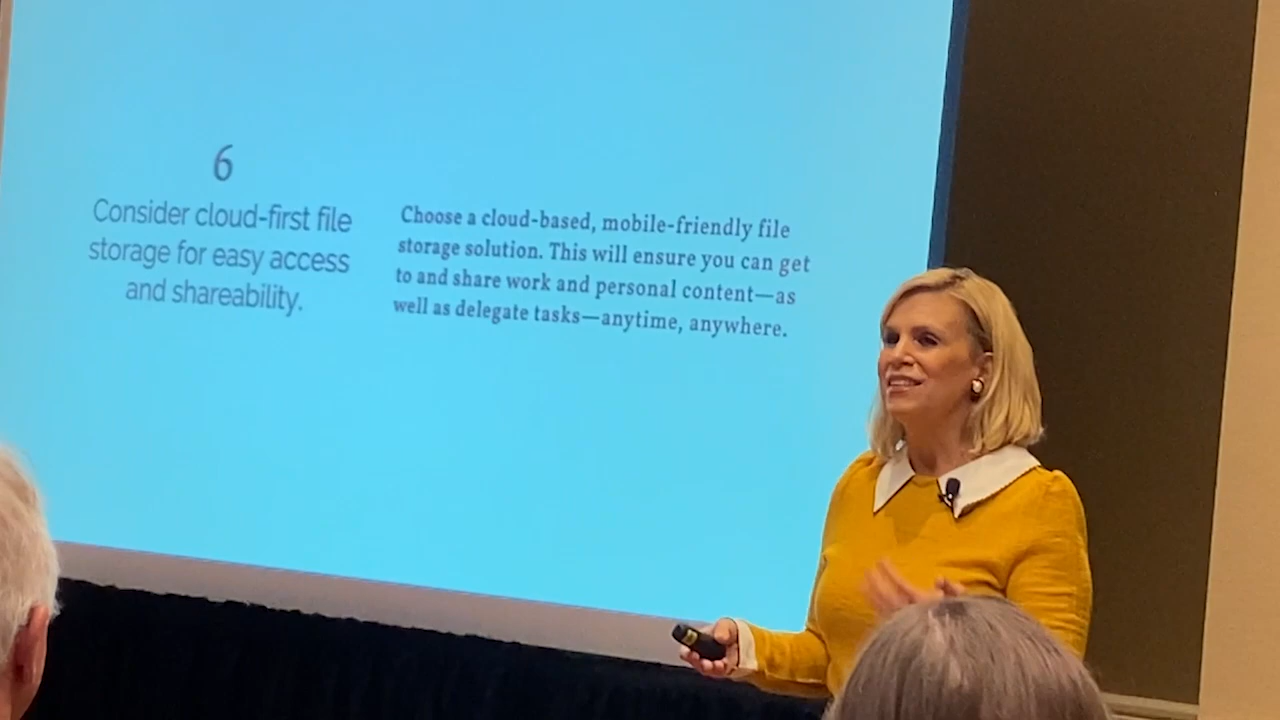 6
Consider cloud-first file
storage for easy access
and shareability.
Choose a cloud-based, mobile-friendly file
storage solution. This will ensure you can get
to and share work and personal content—as
well as delegate tasks—anytime, anywhere.